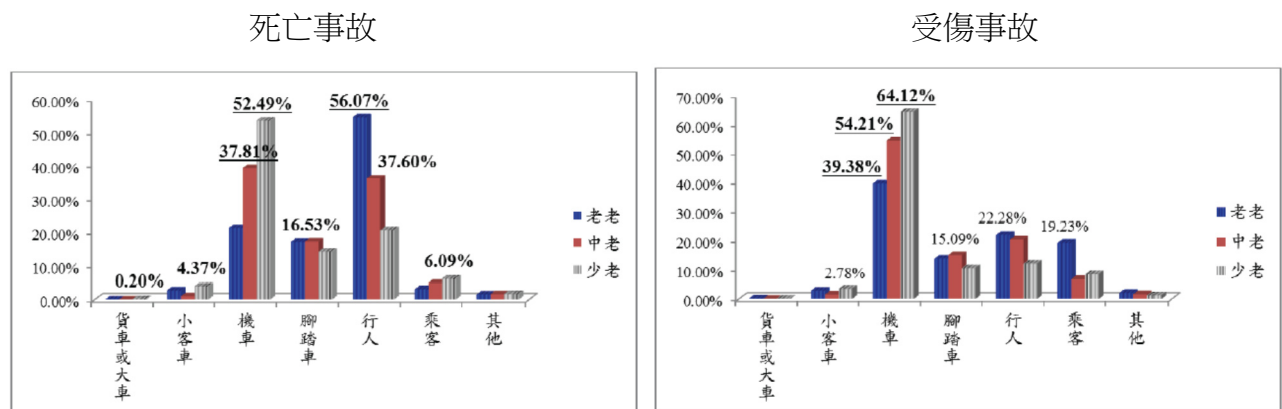 死亡事故
60.00%
50.00%
40.00%
30.00%
20.00%
10.00%
0.00%
0.20%
4.37%
37.81%
52.49%
16.53%
56.07%
37.60%
6.09%
貨車或大車
小客車
機車
腳踏車
行人
乘客
其他
老老
中老
少老
受傷事故
70.00%
60.00%
50.00%
40.00%
30.00%
20.00%
10.00%
0.00%
2.78%
39.38%
54.21%
64.12%
15.09%
22.28%
19.23%
貨車或大車
小客車
機車
腳踏車
行人
乘客
其他
老老
中老
少老